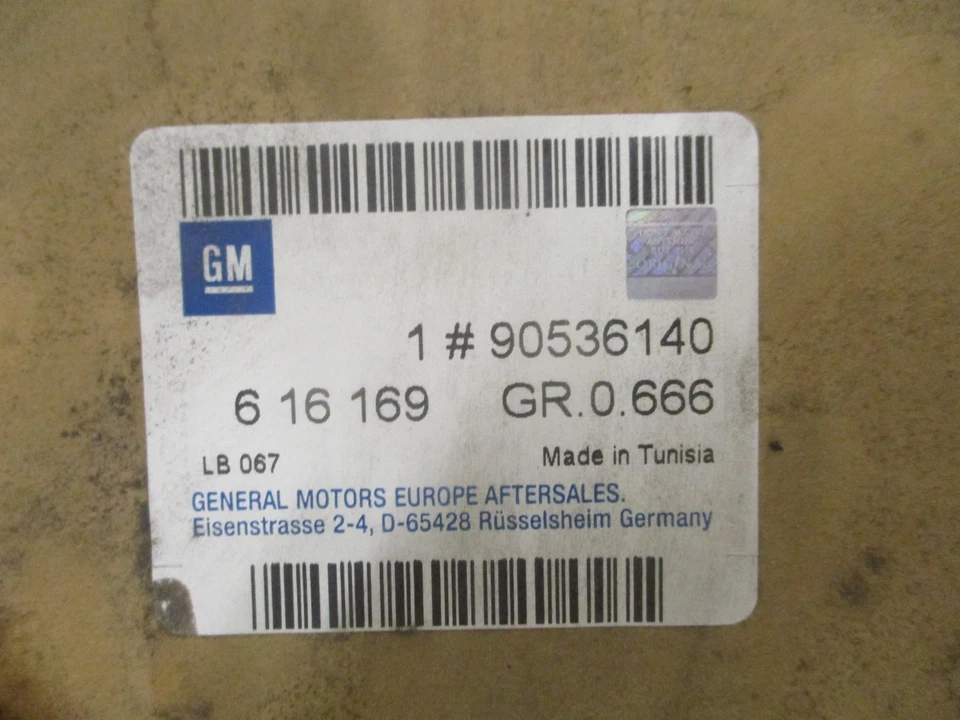 GM
1 # 90536140
6 16 169 GR.0.666
LB 067 Made in Tunisia
GENERAL MOTORS EUROPE AFTERSALES.
Eisenstrasse 2-4, D-65428 Rüsselsheim Germany